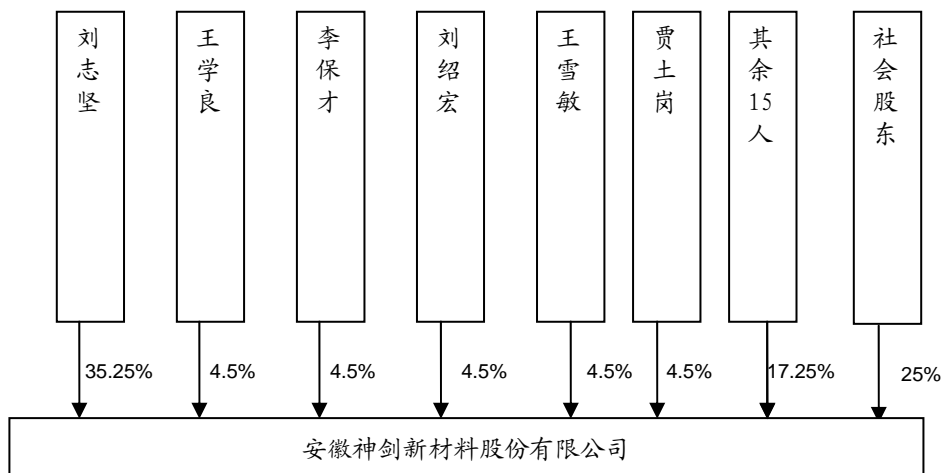 刘志坚
王学良
李保才
刘绍宏
王雪敏
贾土岗
其余15人
社会股东
35.25%
4.5%
4.5%
4.5%
4.5%
4.5%
17.25%
25%
安徽神剑新材料股份有限公司